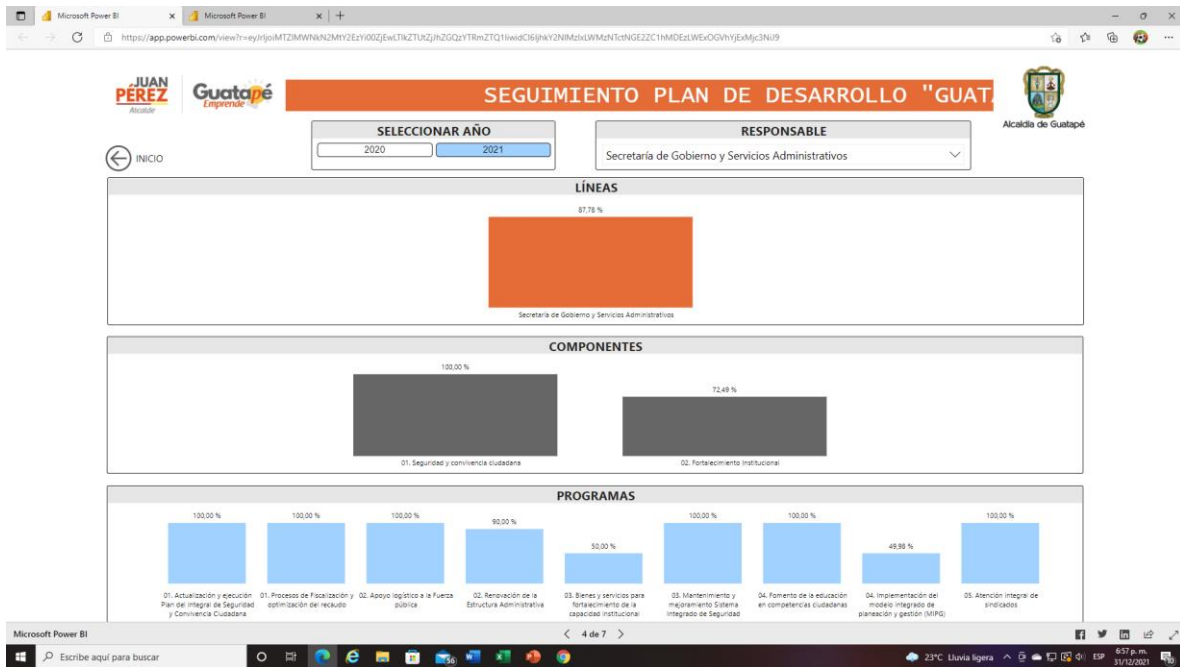 Microsoft Power BI
Microsoft Power BI
JUAN
PÉREZ
Alcalde
Guatapé
Emprende
SEGUIMIENTO PLAN DE DESARROLLO "GUAT
Alcaldía de Guatapé
INICIO
SELECCIONAR AÑO
2020
2021
RESPONSABLE
Secretaría de Gobierno y Servicios Administrativos
LÍNEAS
87,78 %
Secretaría de Gobierno y Servicios Administrativos
COMPONENTES
100,00 %
72,49 %
01. Seguridad y convivencia ciudadana
02. Fortalecimiento Institucional
PROGRAMAS
100,00 %
100,00 %
100,00 %
90,00 %
50,00 %
100,00 %
100,00 %
49,98 %
100,00 %
01. Actualización y ejecución
Plan del Integral de Seguridad
y Convivencia Ciudadana
01. Procesos de Fiscalización y
optimización del recaudo
02. Apoyo logístico a la Fuerza
pública
02. Renovación de la
Estructura Administrativa
03. Bienes y servicios para
fortalecimiento de la
capacidad institucional
03. Mantenimiento y
mejoramiento Sistema
Integrado de Seguridad
04. Fomento de la educación
en competencias ciudadanas
04. Implementación del
modelo integrado de
planeación y gestión (MIPG)
05. Atención integral de
sindicados
Microsoft Power BI
4 de 7
Escribe aquí para buscar
56
23°C Lluvia ligera
ESP
6:57 p. m.
31/12/2021